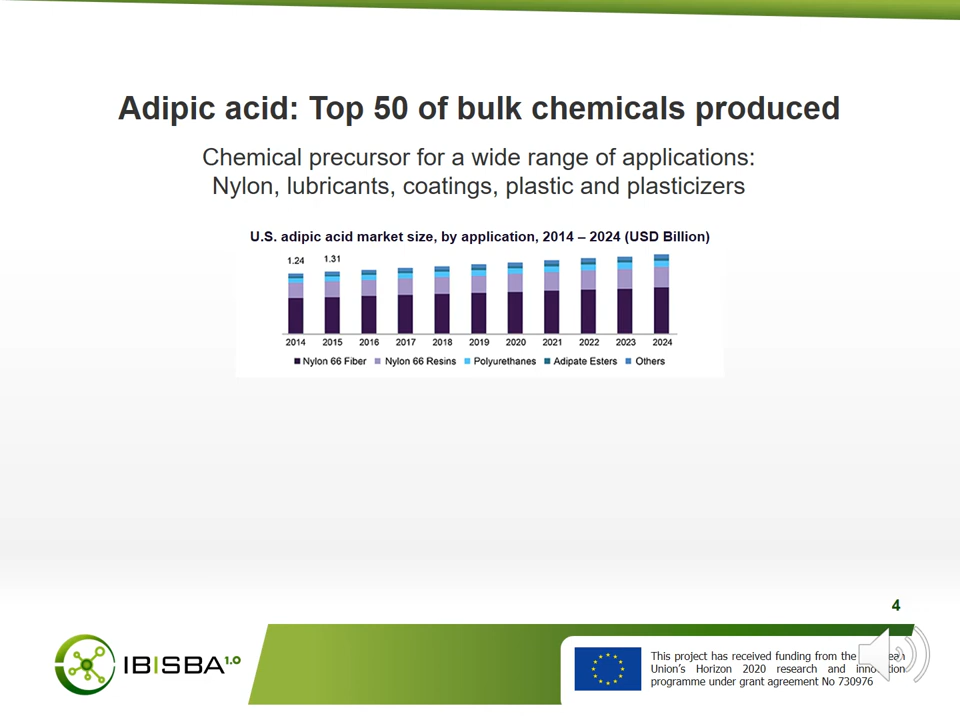 Adipic acid: Top 50 of bulk chemicals produced
Chemical precursor for a wide range of applications:
Nylon, lubricants, coatings, plastic and plasticizers
U.S. adipic acid market size, by application, 2014 – 2024 (USD Billion)
1.24 1.31
2014 2015 2016 2017 2018 2019 2020 2021 2022 2023 2024
Nylon 66 Fiber Nylon 66 Resins Polyurethanes Adipate Esters Others
4
IBISBA 1.0
This project has received funding from the European
Union's Horizon 2020 research and innovation
programme under grant agreement No 730976